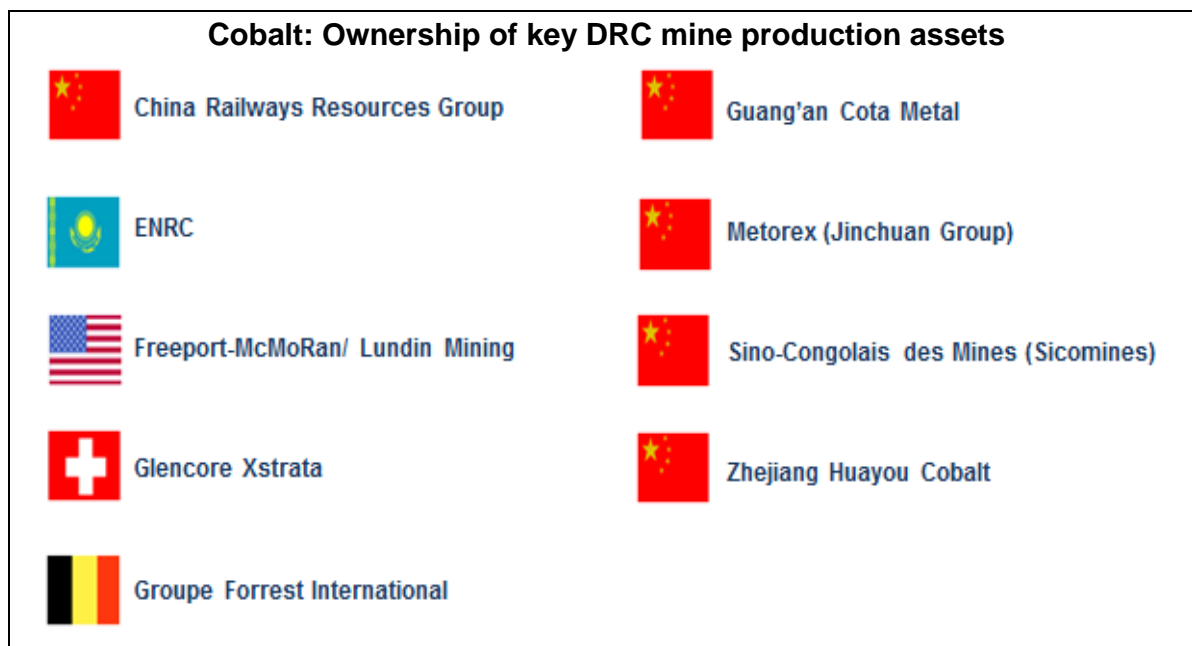 Cobalt: Ownership of key DRC mine production assets
China Railways Resources Group
Guang’an Cota Metal
ENRC
Metorex (Jinchuan Group)
Freeport-McMoRan/ Lundin Mining
Sino-Congolais des Mines (Sicomines)
Glencore Xstrata
Zhejiang Huayou Cobalt
Groupe Forrest International